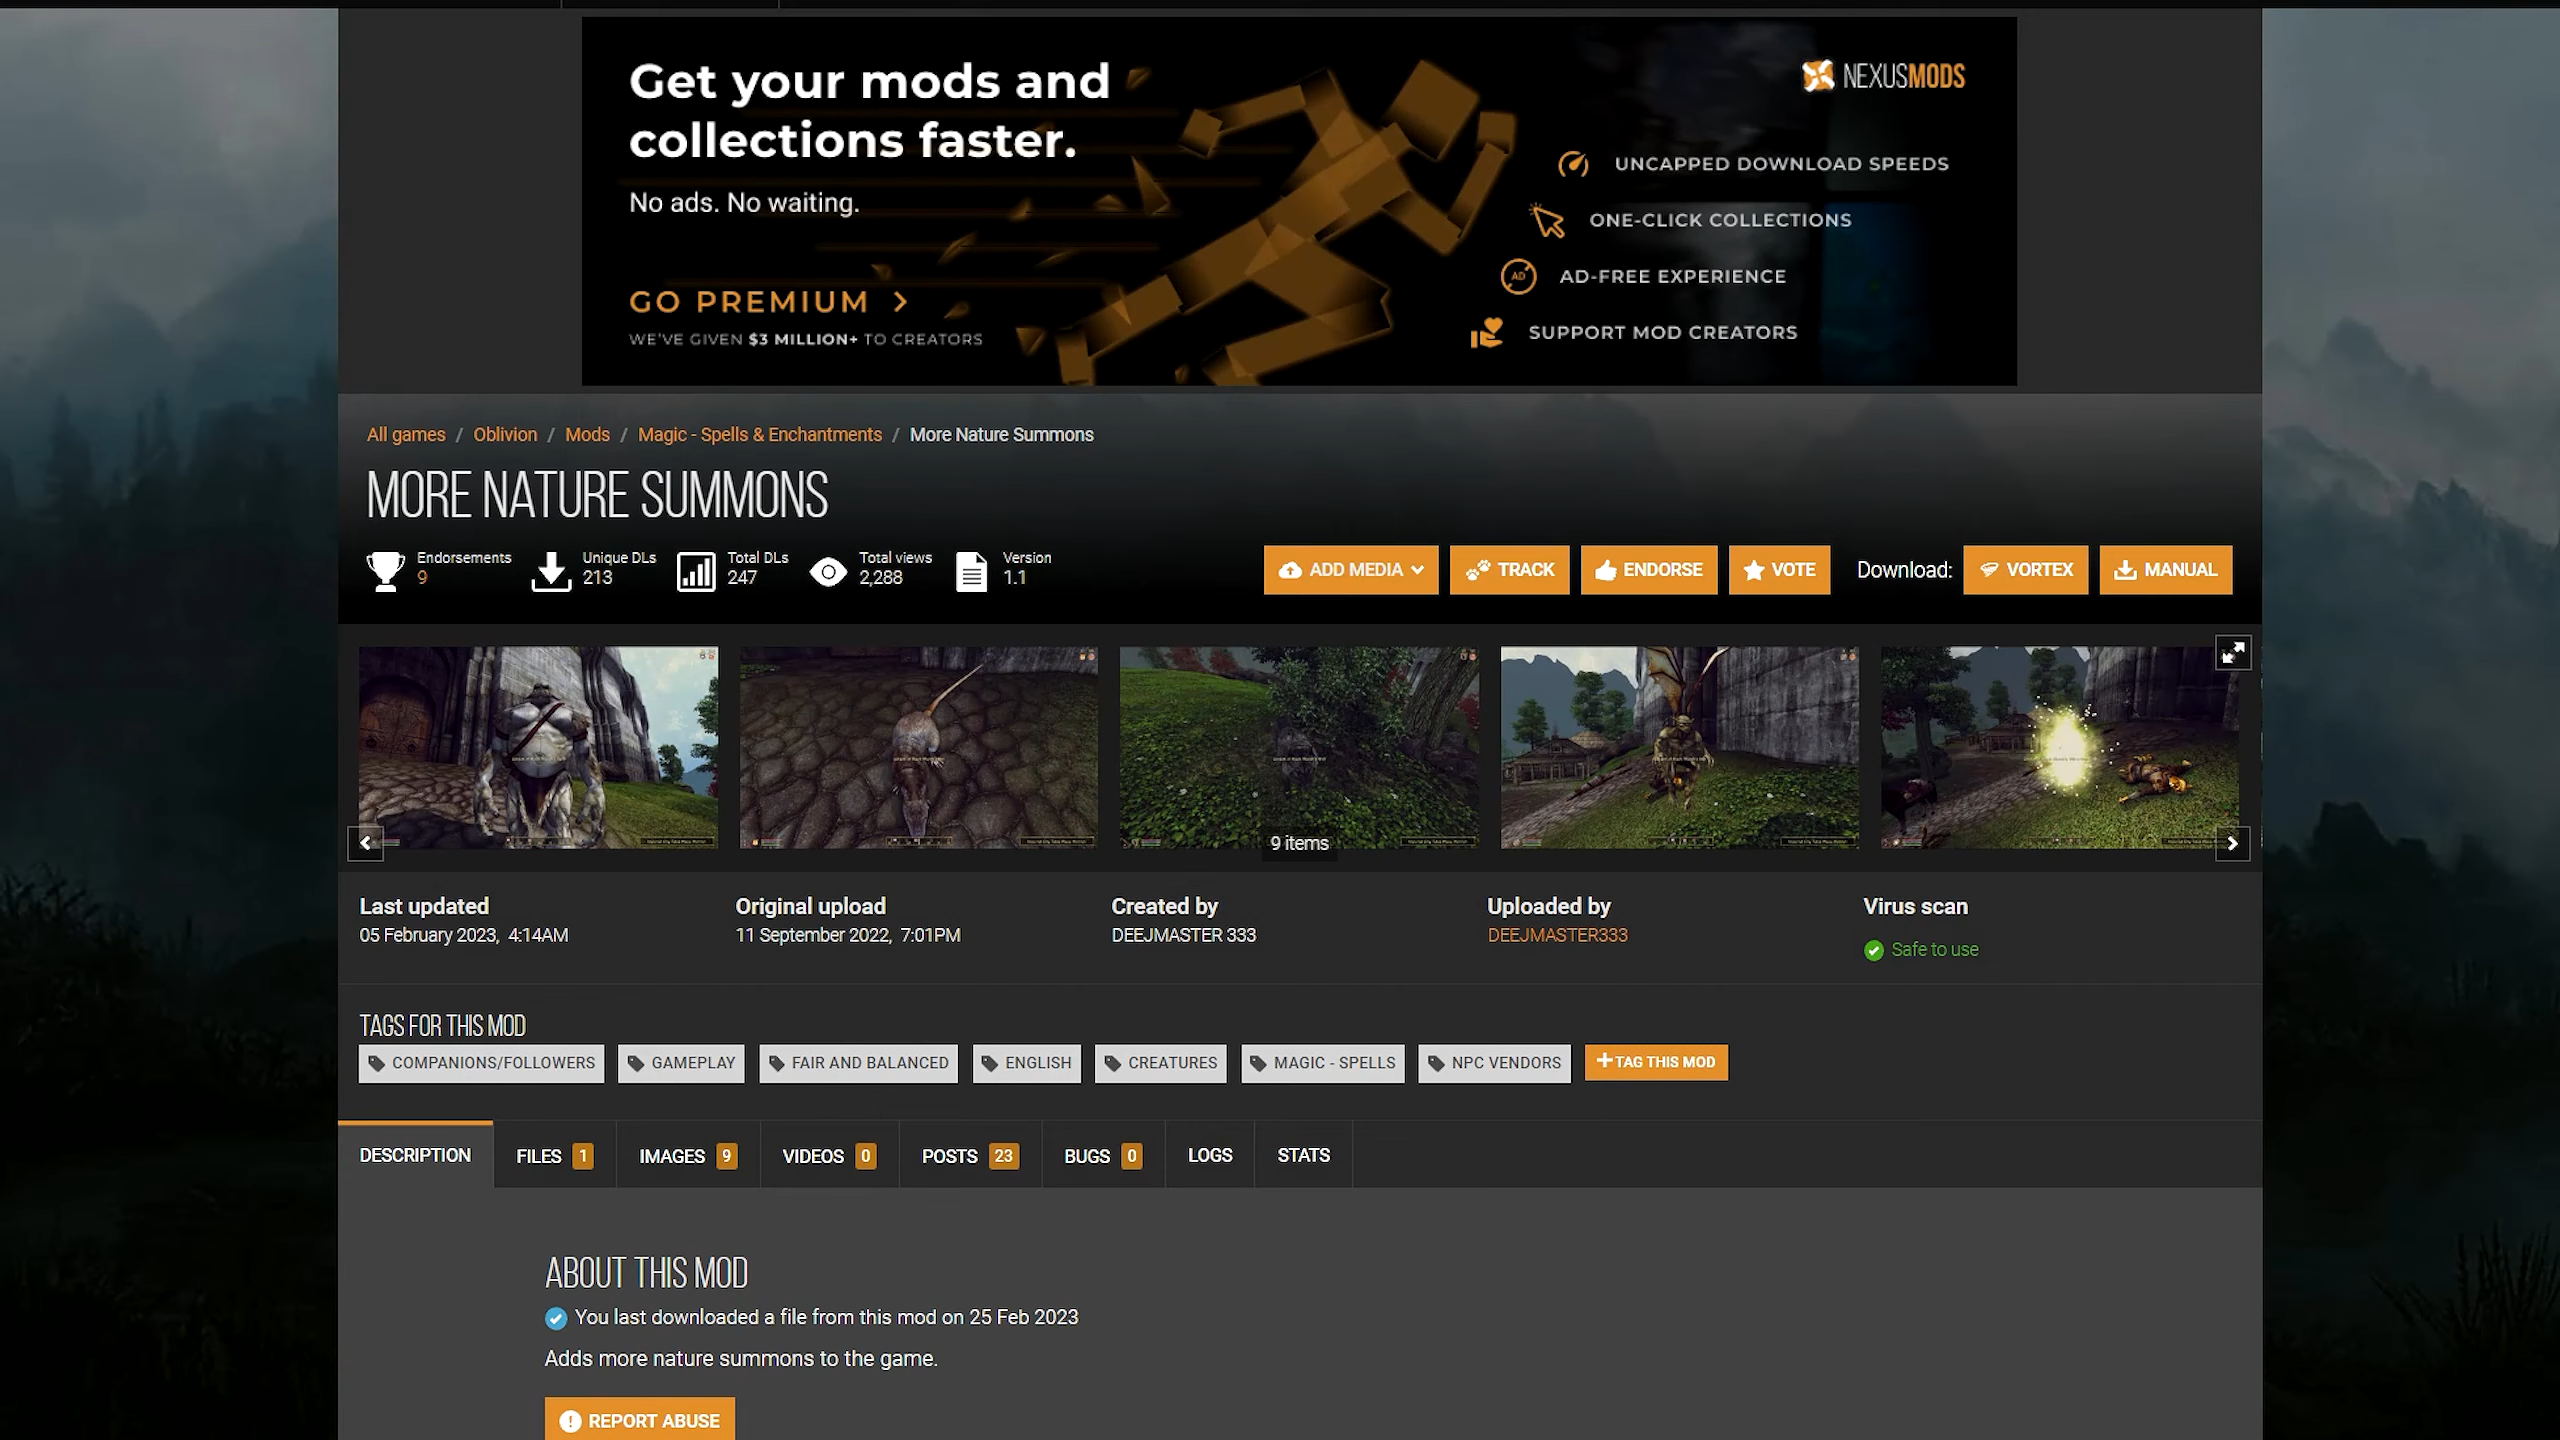 Get your mods and
collections faster.
No ads. No waiting.
GO PREMIUM >
WE'VE GIVEN $3 MILLION+ TO CREATORS
NEXUSMODS
UNCAPPED DOWNLOAD SPEEDS
ONE-CLICK COLLECTIONS
AD
AD-FREE EXPERIENCE
SUPPORT MOD CREATORS
All games / Oblivion / Mods / Magic - Spells & Enchantments / More Nature Summons
MORE NATURE SUMMONS
Endorsements
9
Unique DLs
213
Total DLs
247
Total views
2,288
Version
1.1
ADD MEDIA
TRACK
ENDORSE
VOTE
Download:
VORTEX
MANUAL
9 items
Last updated
05 February 2023, 4:14AM
Original upload
11 September 2022, 7:01PM
Created by
DEEJMASTER 333
Uploaded by
DEEJMASTER333
Virus scan
Safe to use
TAGS FOR THIS MOD
COMPANIONS/FOLLOWERS
GAMEPLAY
FAIR AND BALANCED
ENGLISH
CREATURES
MAGIC - SPELLS
NPC VENDORS
+TAG THIS MOD
DESCRIPTION
FILES 1
IMAGES 9
VIDEOS 0
POSTS 23
BUGS 0
LOGS
STATS
ABOUT THIS MOD
You last downloaded a file from this mod on 25 Feb 2023
Adds more nature summons to the game.
REPORT ABUSE